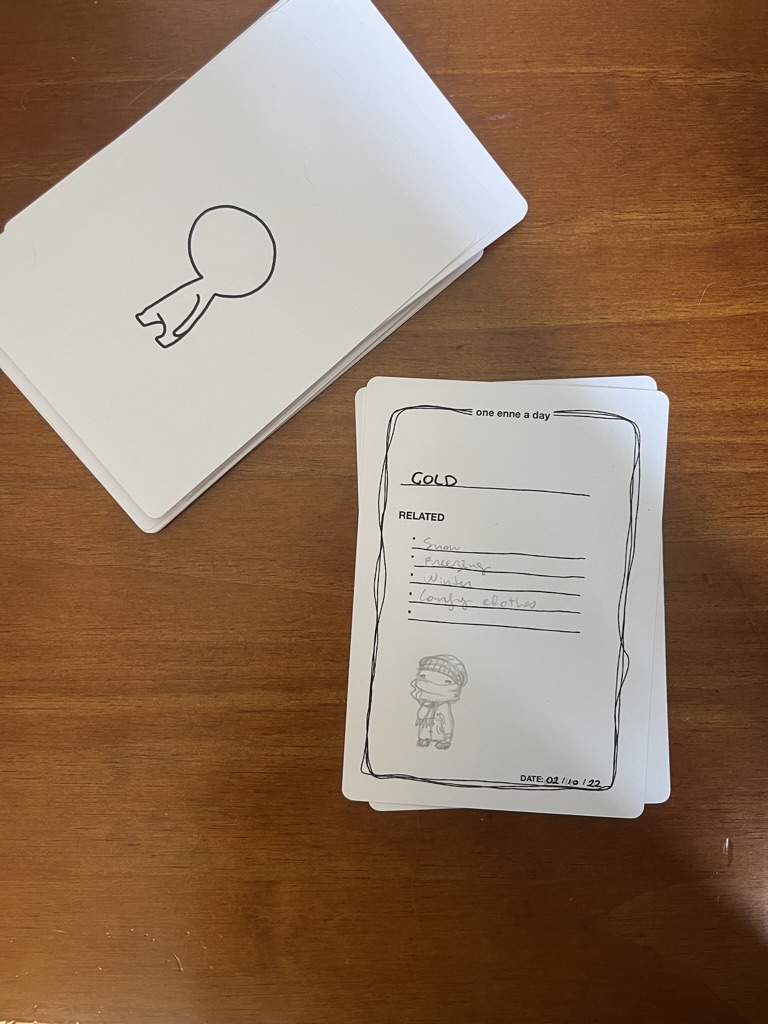 one enne a day
COLD
RELATED
• Snow
• Freezing
• Winter
• Comfy clothes
•
DATE: 02 / 10 / 22